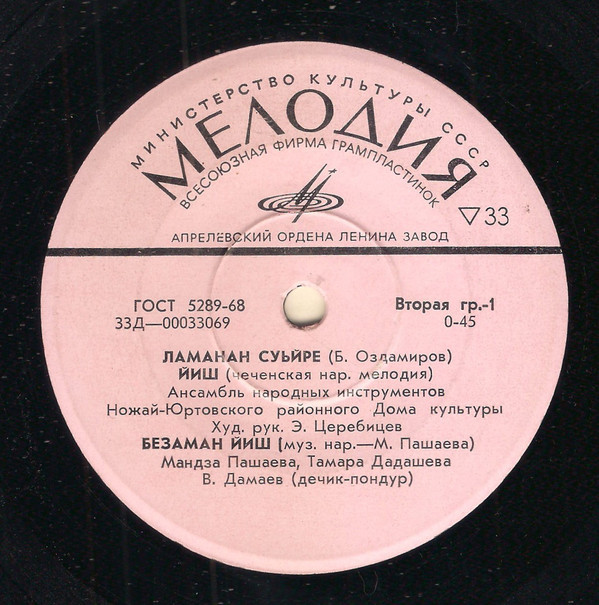 МИНИСТЕРСТВО КУЛЬТУРЫ СССР
МЕЛОДИЯ
ВСЕСОЮЗНАЯ ФИРМА ГРАМПЛАСТИНОК
▽33
АПРЕЛЕВСКИЙ ОРДЕНА ЛЕНИНА ЗАВОД
ГОСТ 5289-68 Вторая гр.-1
33Д—00033069 0-45
ЛАМАНАН СУЬЙРЕ (Б. Оздамиров)
ЙИШ (чеченская нар. мелодия)
Ансамбль народных инструментов
Ножай-Юртовского районного Дома культуры
Худ. рук. Э. Церебицев
БЕЗАМАН ЙИШ (муз. нар.—М. Пашаева)
Мандза Пашаева, Тамара Дадашева
В. Дамаев (дечик-пондур)